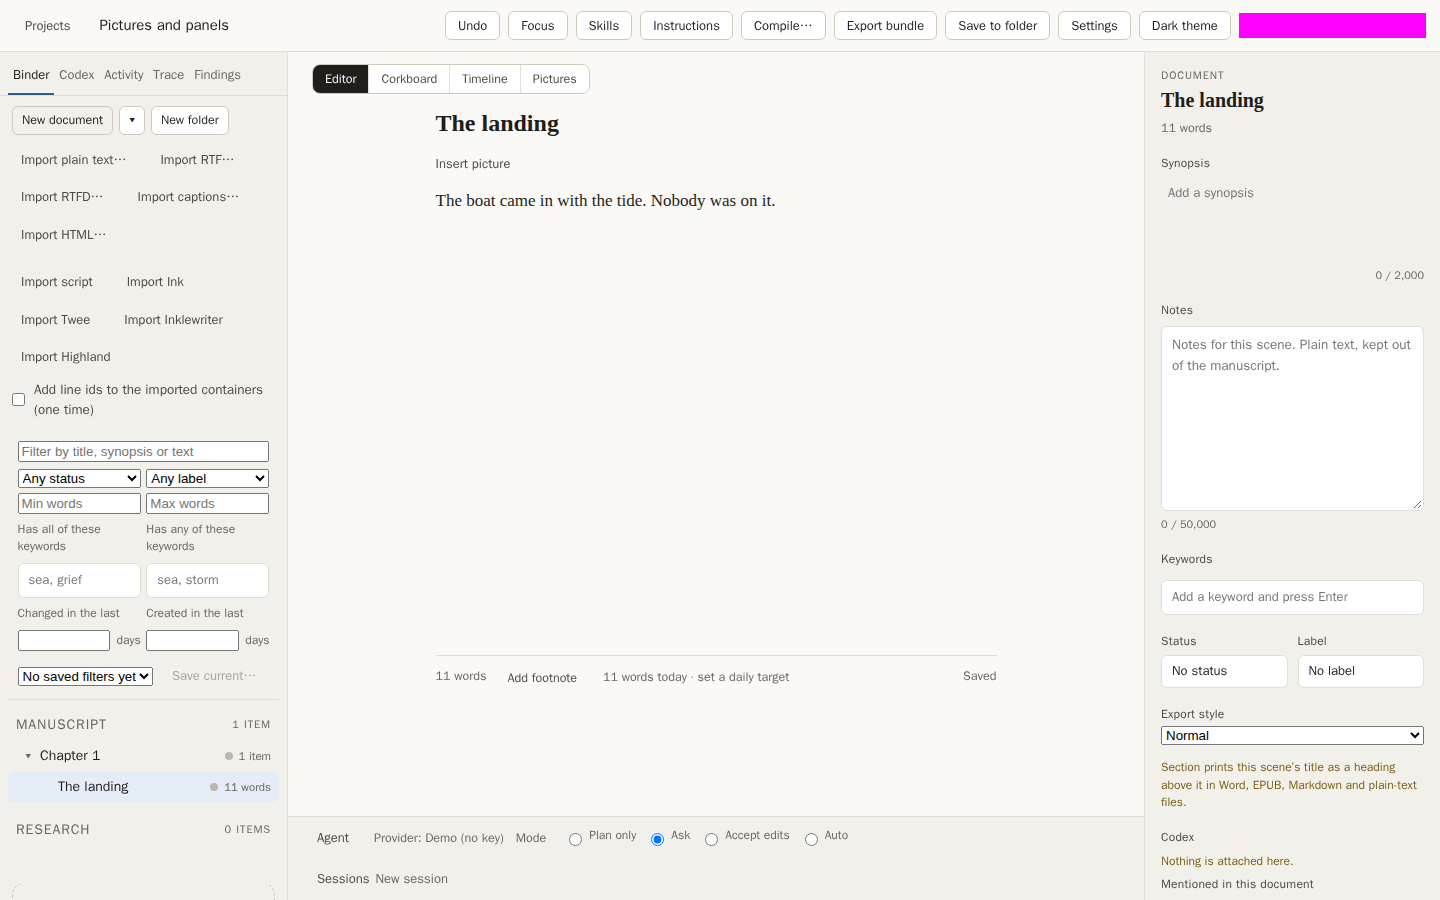 Projects
Pictures and panels
Undo
Focus
Skills
Instructions
Compile···
Export bundle
Save to folder
Settings
Dark theme
Binder
Codex
Activity
Trace
Findings
New document
▾
New folder
Import plain text···
Import RTF···
Import RTFD···
Import captions···
Import HTML···
Import script
Import Ink
Import Twee
Import Inklewriter
Import Highland
Add line ids to the imported containers
(one time)
Filter by title, synopsis or text
Any status
Any label
Min words
Max words
Has all of these
keywords
Has any of these
keywords
sea, grief
sea, storm
Changed in the last
Created in the last
days
days
No saved filters yet
Save current···
MANUSCRIPT
1 ITEM
▾
Chapter 1
1 item
The landing
11 words
RESEARCH
0 ITEMS
Editor
Corkboard
Timeline
Pictures
The landing
Insert picture
The boat came in with the tide. Nobody was on it.
11 words
Add footnote
11 words today · set a daily target
Saved
Agent
Provider: Demo (no key)
Mode
Plan only
Ask
Accept edits
Auto
Sessions
New session
DOCUMENT
The landing
11 words
Synopsis
Add a synopsis
0 / 2,000
Notes
Notes for this scene. Plain text, kept out
of the manuscript.
0 / 50,000
Keywords
Add a keyword and press Enter
Status
Label
No status
No label
Export style
Normal
Section prints this scene's title as a heading
above it in Word, EPUB, Markdown and plain-text
files.
Codex
Nothing is attached here.
Mentioned in this document